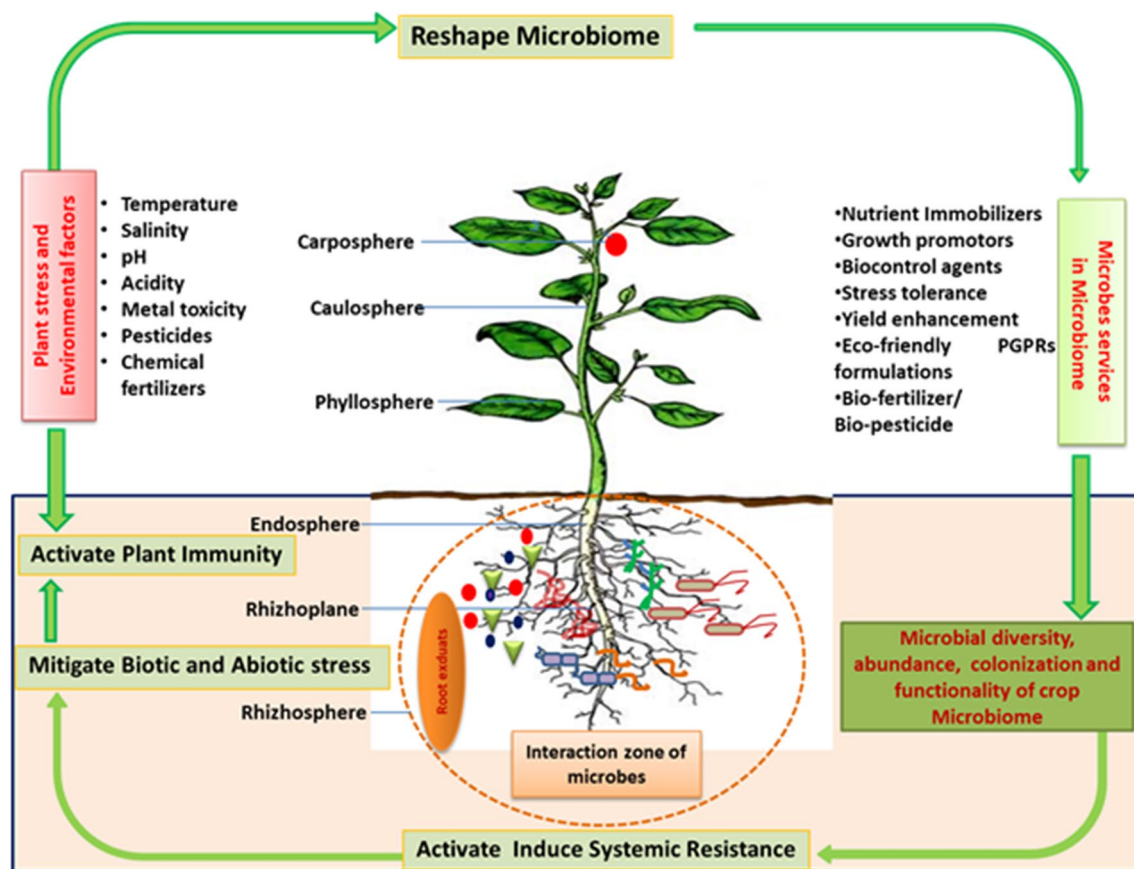 Reshape Microbiome
Plant stress and
Environmental factors
• Temperature
• Salinity
• pH
• Acidity
• Metal toxicity
• Pesticides
• Chemical
fertilizers
Carposphere
Caulosphere
Phyllosphere
•Nutrient Immobilizers
•Growth promotors
•Biocontrol agents
•Stress tolerance
•Yield enhancement
•Eco-friendly PGPRs
formulations
•Bio-fertilizer/
Bio-pesticide
Microbes services
in Microbiome
Endosphere
Activate Plant Immunity
Rhizhoplane
Mitigate Biotic and Abiotic stress
Rhizhosphere
Root exduats
Interaction zone of
microbes
Microbial diversity,
abundance, colonization and
functionality of crop
Microbiome
Activate Induce Systemic Resistance